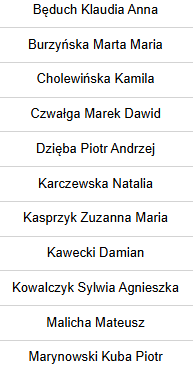 Będuch Klaudia Anna
Burzyńska Marta Maria
Cholewińska Kamila
Czwałga Marek Dawid
Dzięba Piotr Andrzej
Karczewska Natalia
Kasprzyk Zuzanna Maria
Kawecki Damian
Kowalczyk Sylwia Agnieszka
Malicha Mateusz
Marynowski Kuba Piotr